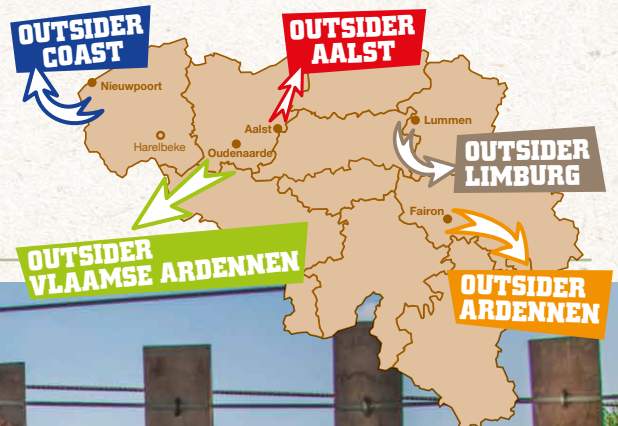 OUTSIDER
COAST
OUTSIDER
AALST
Nieuwpoort
Harelbeke
Aalst
Oudenaarde
Lummen
OUTSIDER
LIMBURG
Fairon
OUTSIDER
VLAAMSE ARDENNEN
OUTSIDER
ARDENNEN